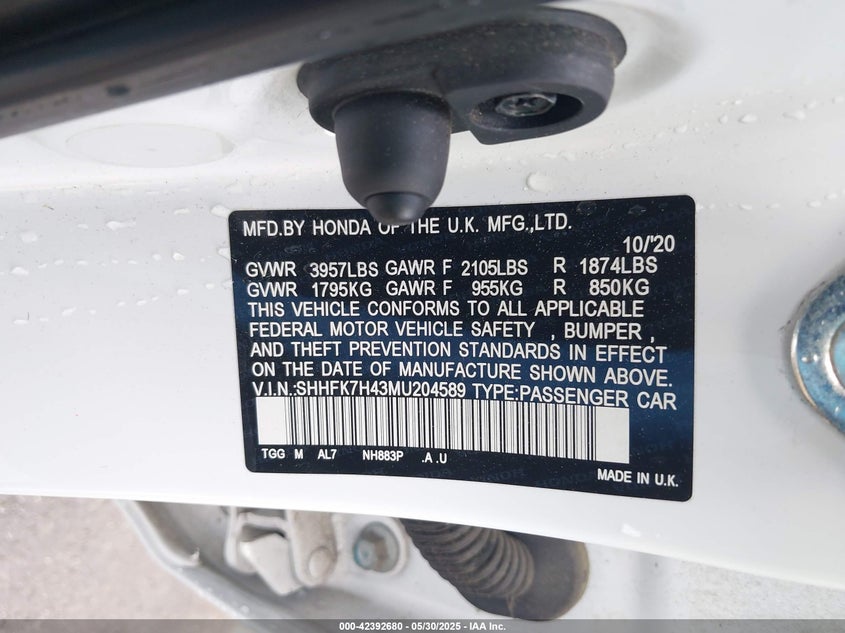 MFD.BY HONDA OF THE U.K. MFG.,LTD.
10/'20
GVWR 3957LBS GAWR F 2105LBS R 1874LBS
GVWR 1795KG GAWR F 955KG R 850KG
THIS VEHICLE CONFORMS TO ALL APPLICABLE
FEDERAL MOTOR VEHICLE SAFETY , BUMPER ,
AND THEFT PREVENTION STANDARDS IN EFFECT
ON THE DATE OF MANUFACTURE SHOWN ABOVE.
V.I.N.:SHHFK7H43MU204589 TYPE:PASSENGER CAR
TGG M AL7 NH883P .A .U
MADE IN U.K.
000-42392680 - 05/30/2025 - IAA Inc.